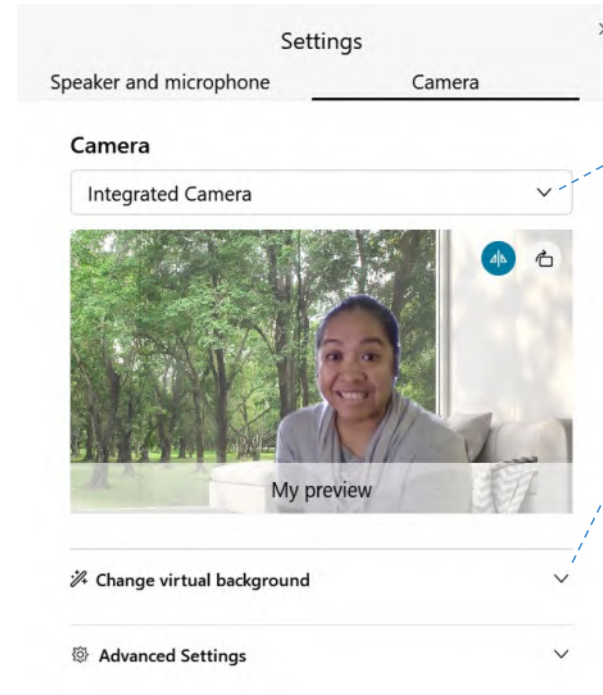 Settings
Speaker and microphone Camera
Camera
Integrated Camera
My preview
Change virtual background
Advanced Settings